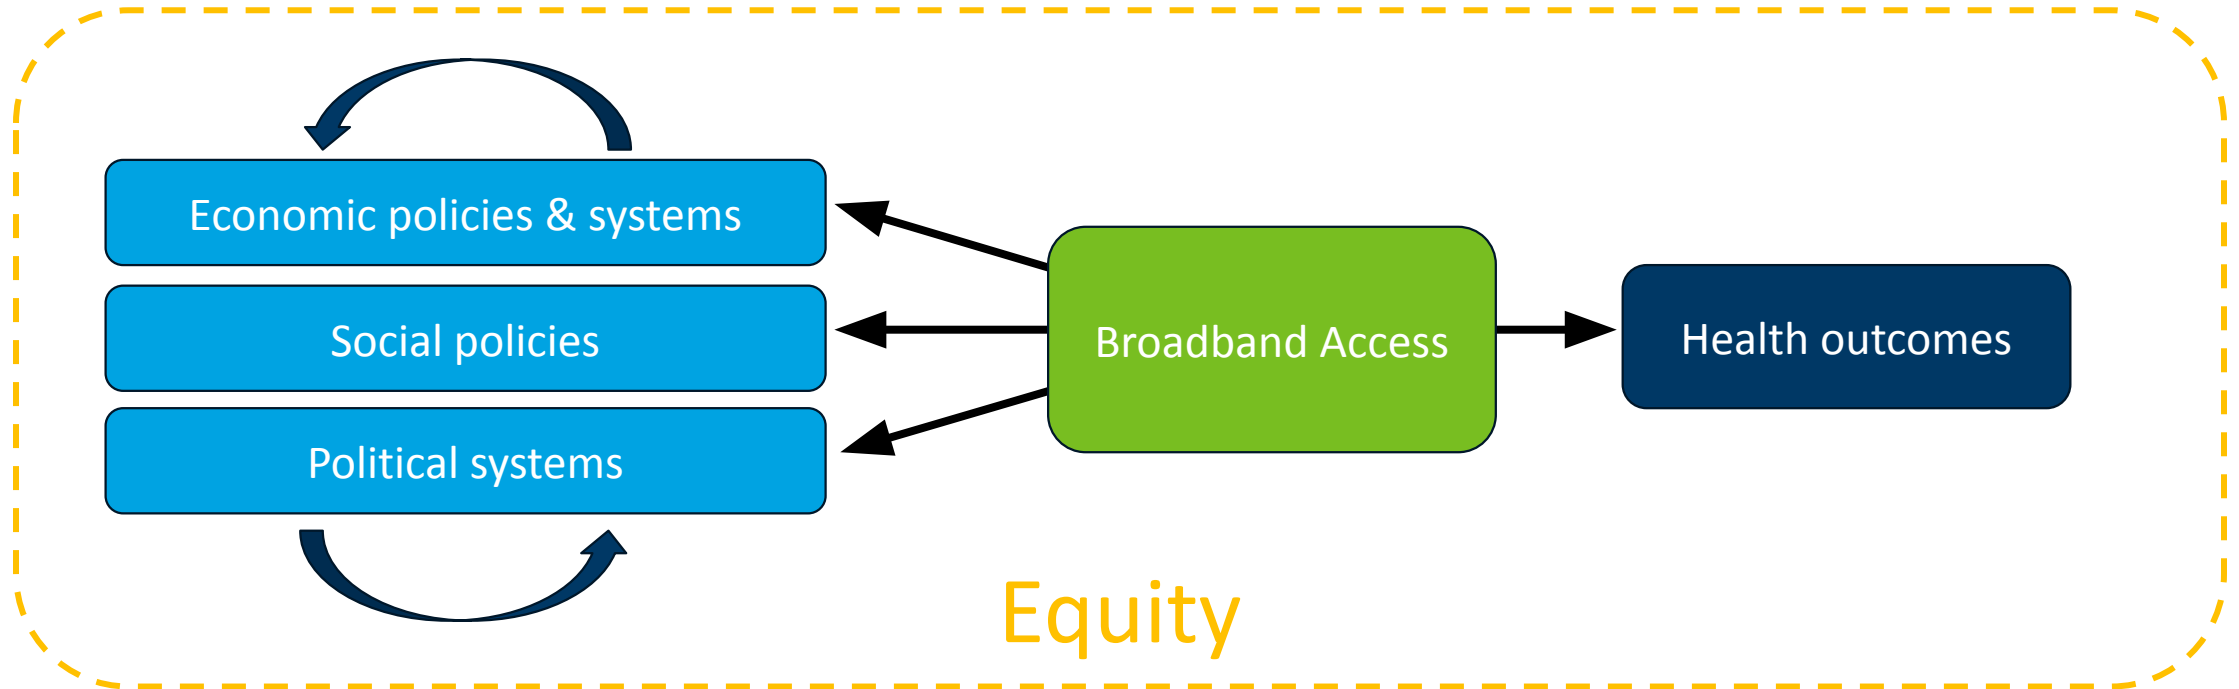 Economic policies & systems
Social policies
Political systems
Broadband Access
Health outcomes
Equity